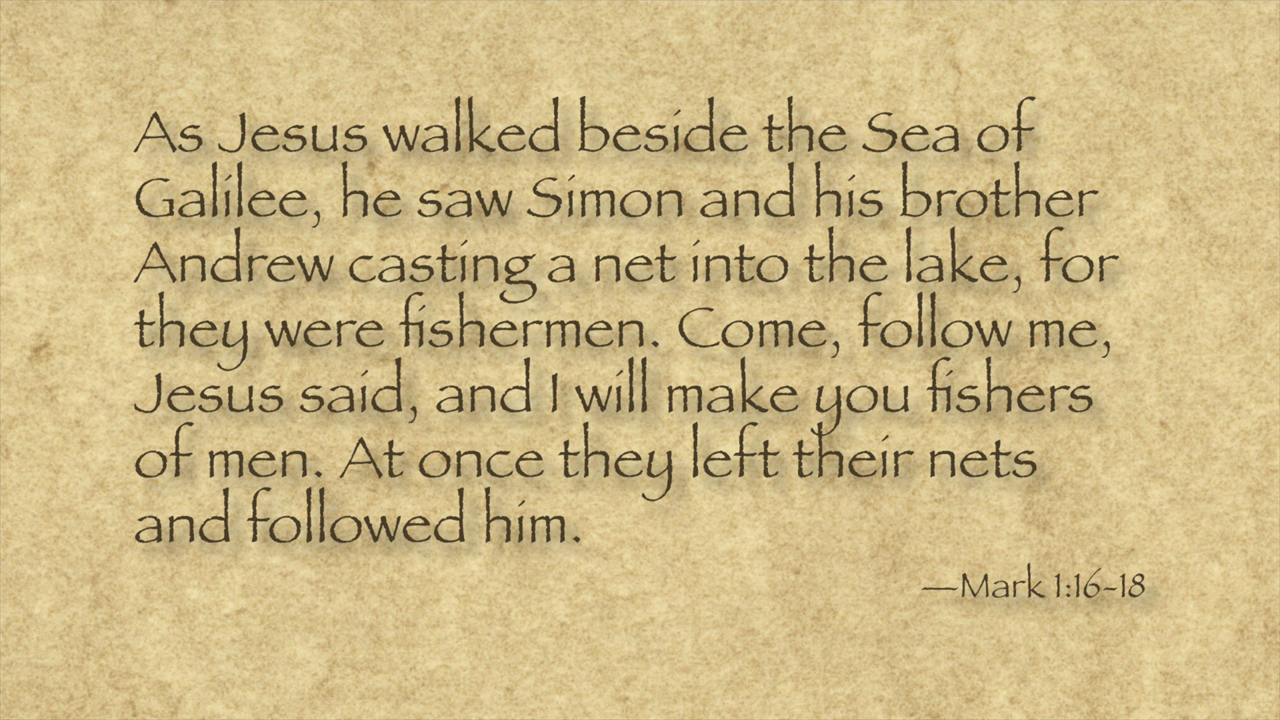 As Jesus walked beside the Sea of
Galilee, he saw Simon and his brother
Andrew casting a net into the lake, for
they were fishermen. Come, follow me,
Jesus said, and I will make you fishers
of men. At once they left their nets
and followed him.
—Mark 1:16-18